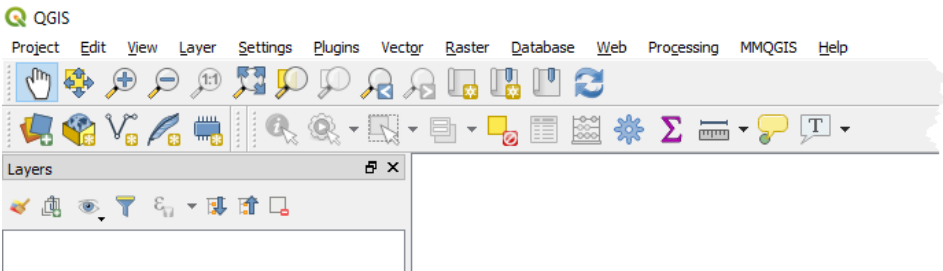 QGIS
Project Edit View Layer Settings Plugins Vector Raster Database Web Processing MMQGIS Help
1:1
ε
Σ
T
Layers